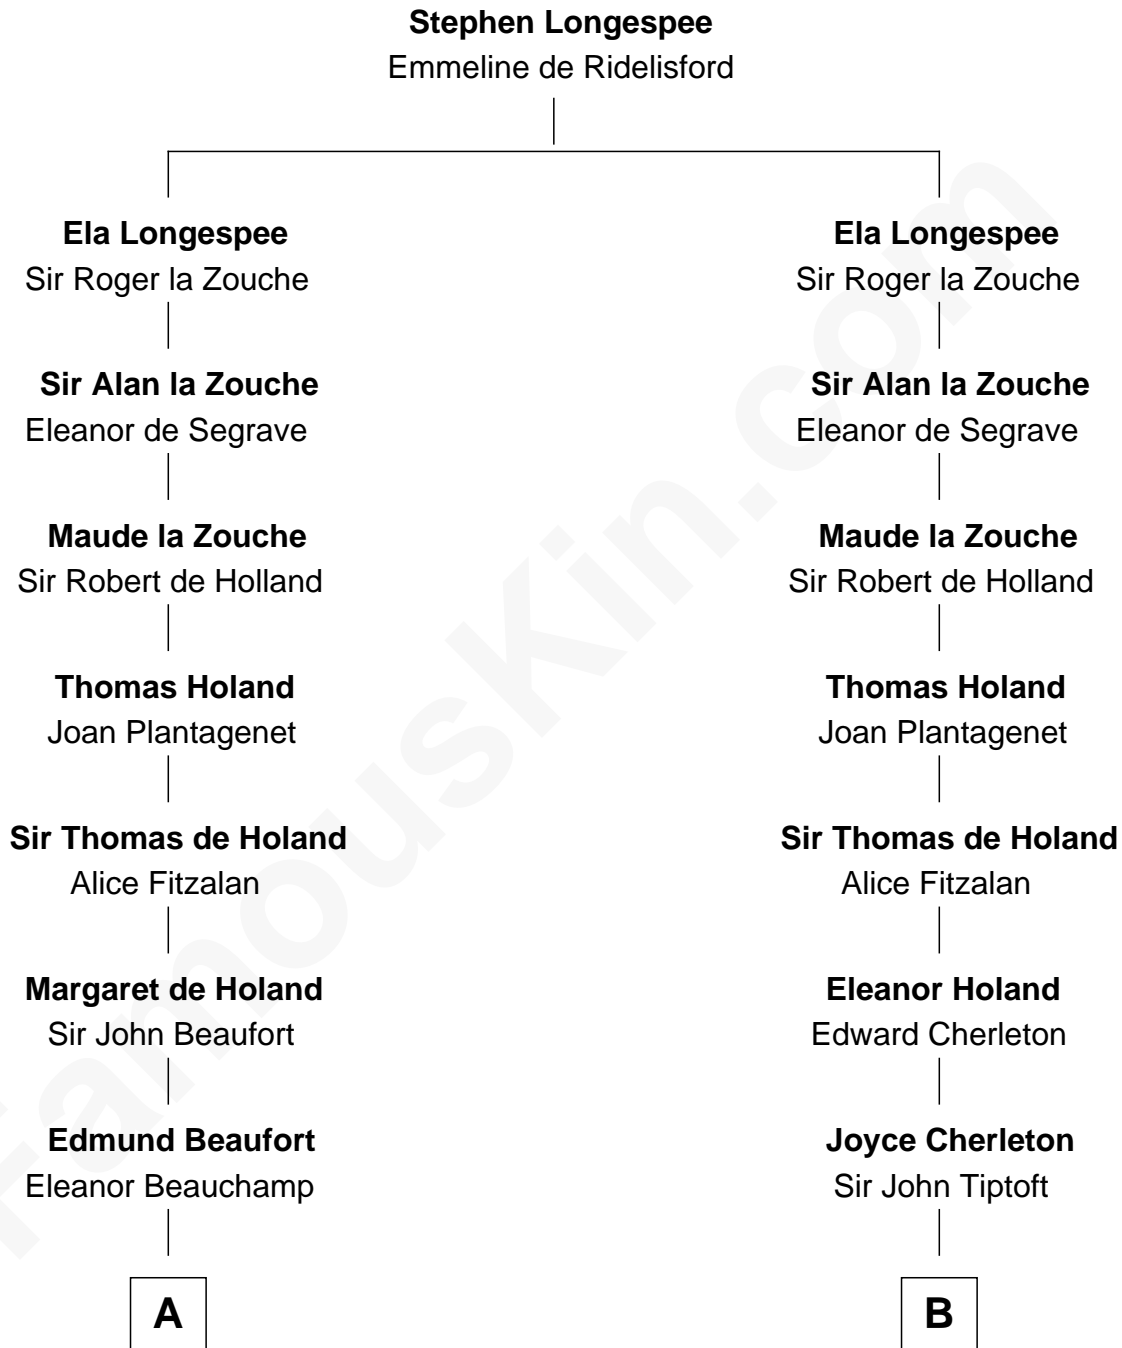 Stephen Longespee
Emmeline de Ridelisford
Ela Longespee
Sir Roger la Zouche
Sir Alan la Zouche
Eleanor de Segrave
Maude la Zouche
Sir Robert de Holland
Thomas Holand
Joan Plantagenet
Sir Thomas de Holand
Alice Fitzalan
Margaret de Holand
Sir John Beaufort
Edmund Beaufort
Eleanor Beauchamp
A
Ela Longespee
Sir Roger la Zouche
Sir Alan la Zouche
Eleanor de Segrave
Maude la Zouche
Sir Robert de Holland
Thomas Holand
Joan Plantagenet
Sir Thomas de Holand
Alice Fitzalan
Eleanor Holand
Edward Cherleton
Joyce Cherleton
Sir John Tiptoft
B
FamousKin.com